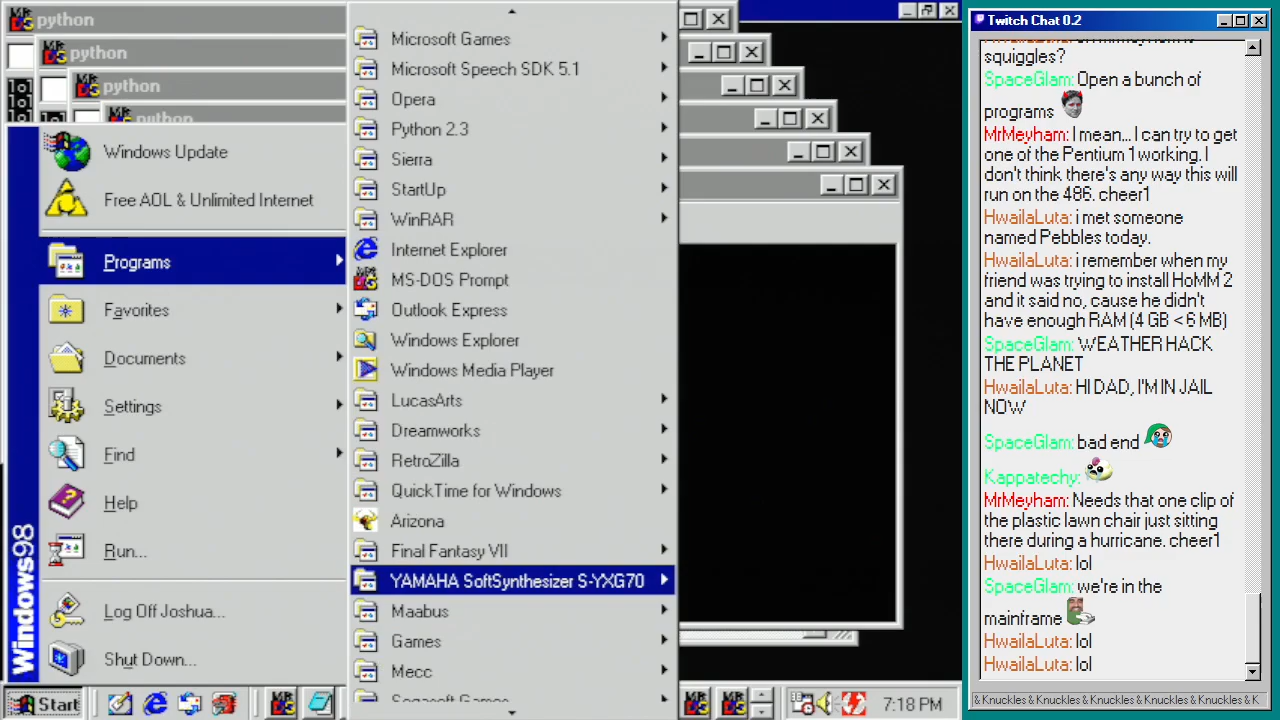 python
python
python
python
Windows98
Windows Update
Free AOL & Unlimited Internet
Programs
Favorites
Documents
Settings
Find
Help
Run...
Log Off Joshua...
Shut Down...
Microsoft Games
Microsoft Speech SDK 5.1
Opera
Python 2.3
Sierra
StartUp
WinRAR
Internet Explorer
MS-DOS Prompt
Outlook Express
Windows Explorer
Windows Media Player
LucasArts
Dreamworks
RetroZilla
QuickTime for Windows
Arizona
Final Fantasy VII
YAMAHA SoftSynthesizer S-YXG70
Maabus
Games
Mecc
Start
7:18 PM
Twitch Chat 0.2
squiggles?
SpaceGlam: Open a bunch of
programs
MrMeyham: I mean... I can try to get
one of the Pentium 1 working. I
don't think there's any way this will
run on the 486. cheer1
HwailaLuta: i met someone
named Pebbles today.
HwailaLuta: i remember when my
friend was trying to install HoMM 2
and it said no, cause he didn't
have enough RAM (4 GB < 6 MB)
SpaceGlam: WEATHER HACK
THE PLANET
HwailaLuta: HI DAD, I'M IN JAIL
NOW
SpaceGlam: bad end
Kappatechy:
MrMeyham: Needs that one clip of
the plastic lawn chair just sitting
there during a hurricane. cheer1
HwailaLuta: lol
SpaceGlam: we're in the
mainframe
HwailaLuta: lol
HwailaLuta: lol
& Knuckles & Knuckles & Knuckles & Knuckles & Knuckles & K